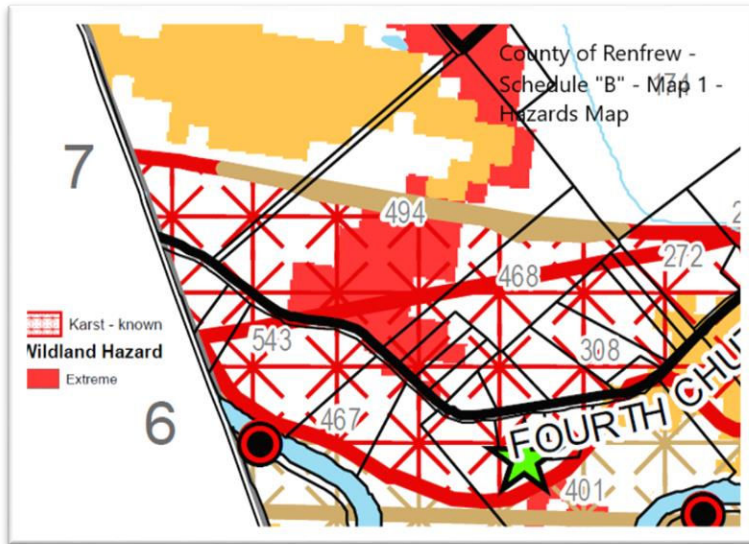 County of Renfrew -
Schedule "B" - Map 1 -
Hazards Map
474
7
494
468
272
Karst - known
Wildland Hazard
Extreme
543
308
6
467
FOURTH CHU
401